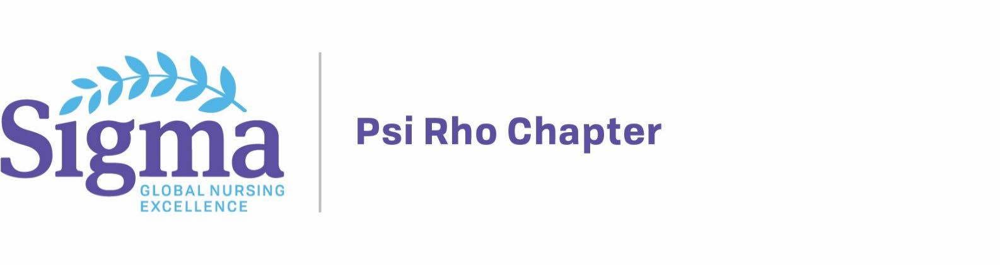 Sigma
GLOBAL NURSING
EXCELLENCE
Psi Rho Chapter